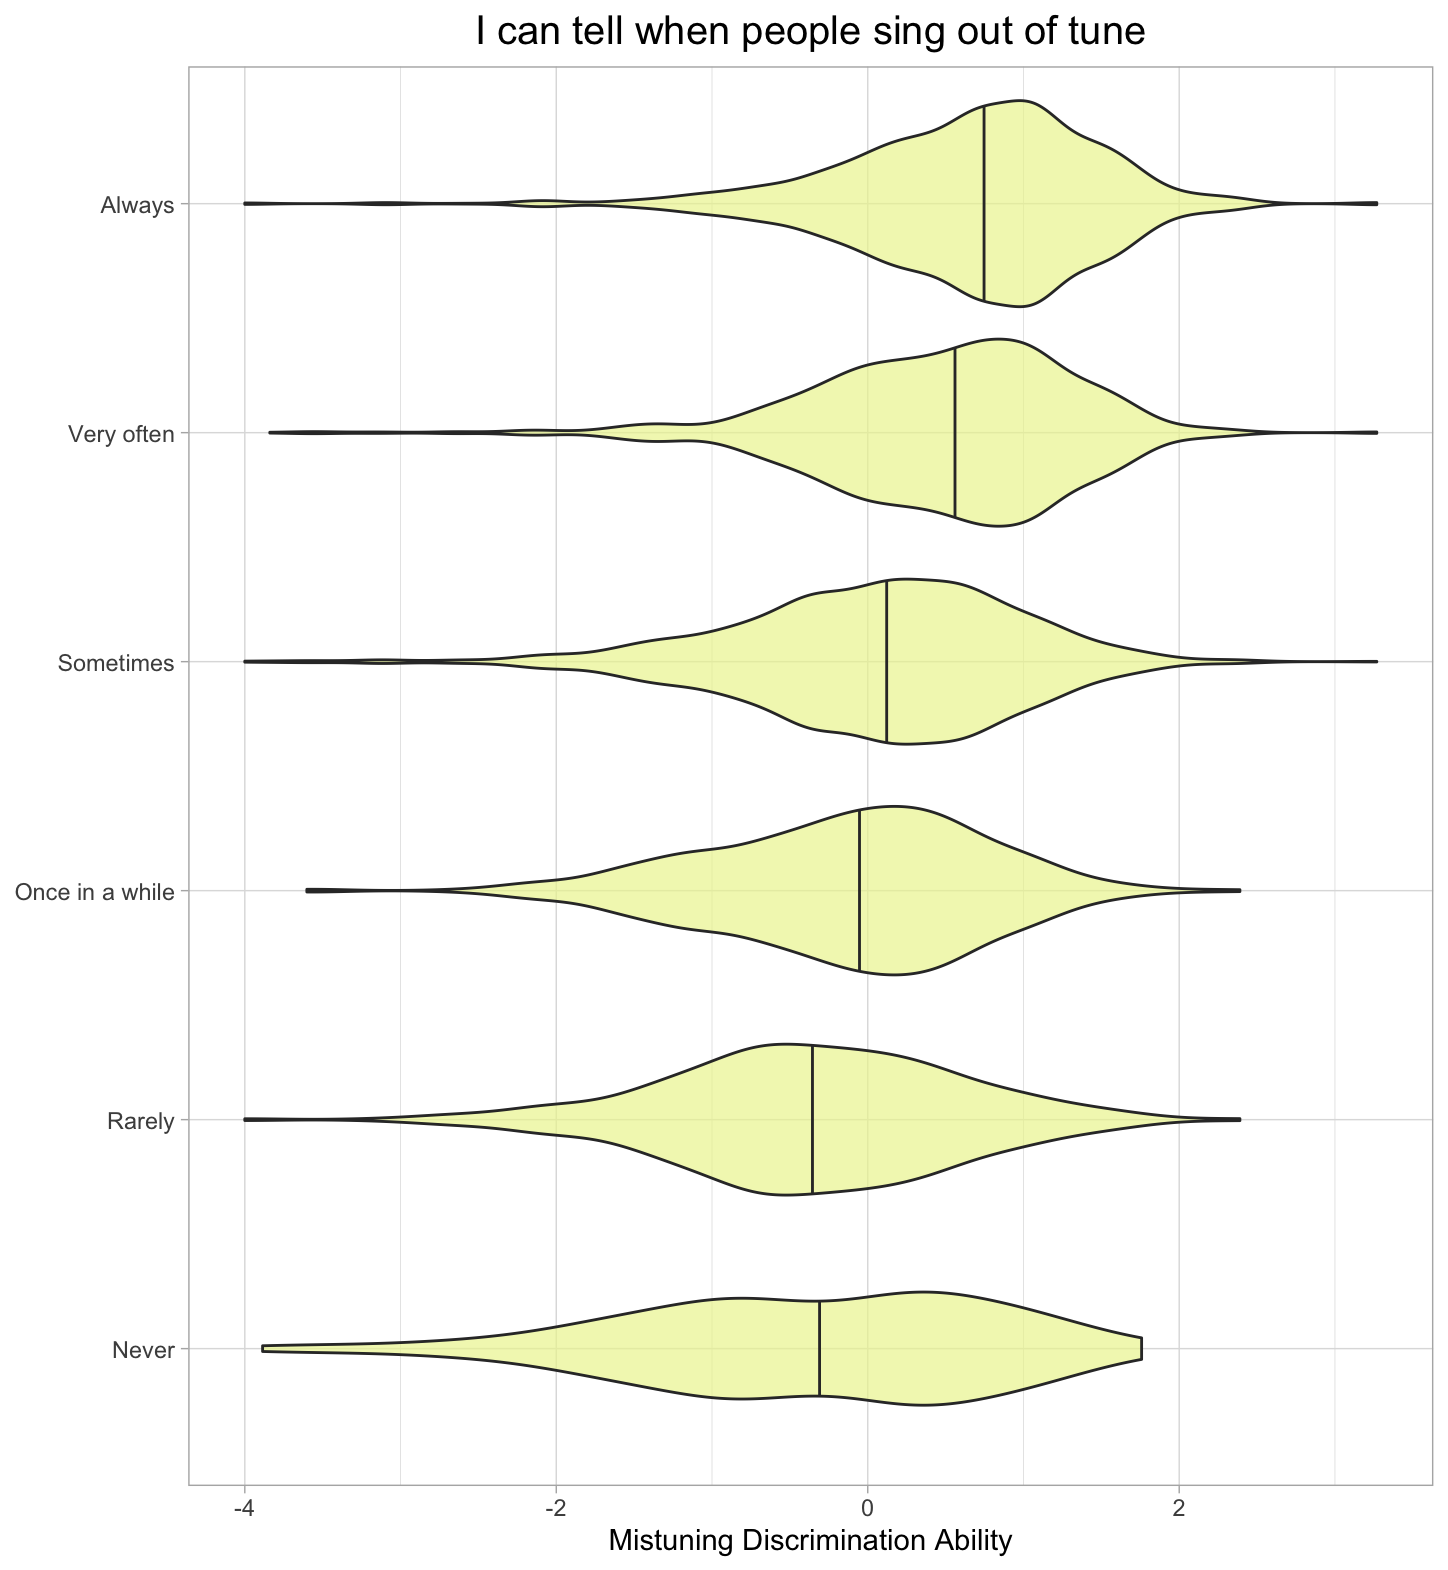 I can tell when people sing out of tune
Always
Very often
Sometimes
Once in a while
Rarely
Never
-4 -2 0 2
Mistuning Discrimination Ability